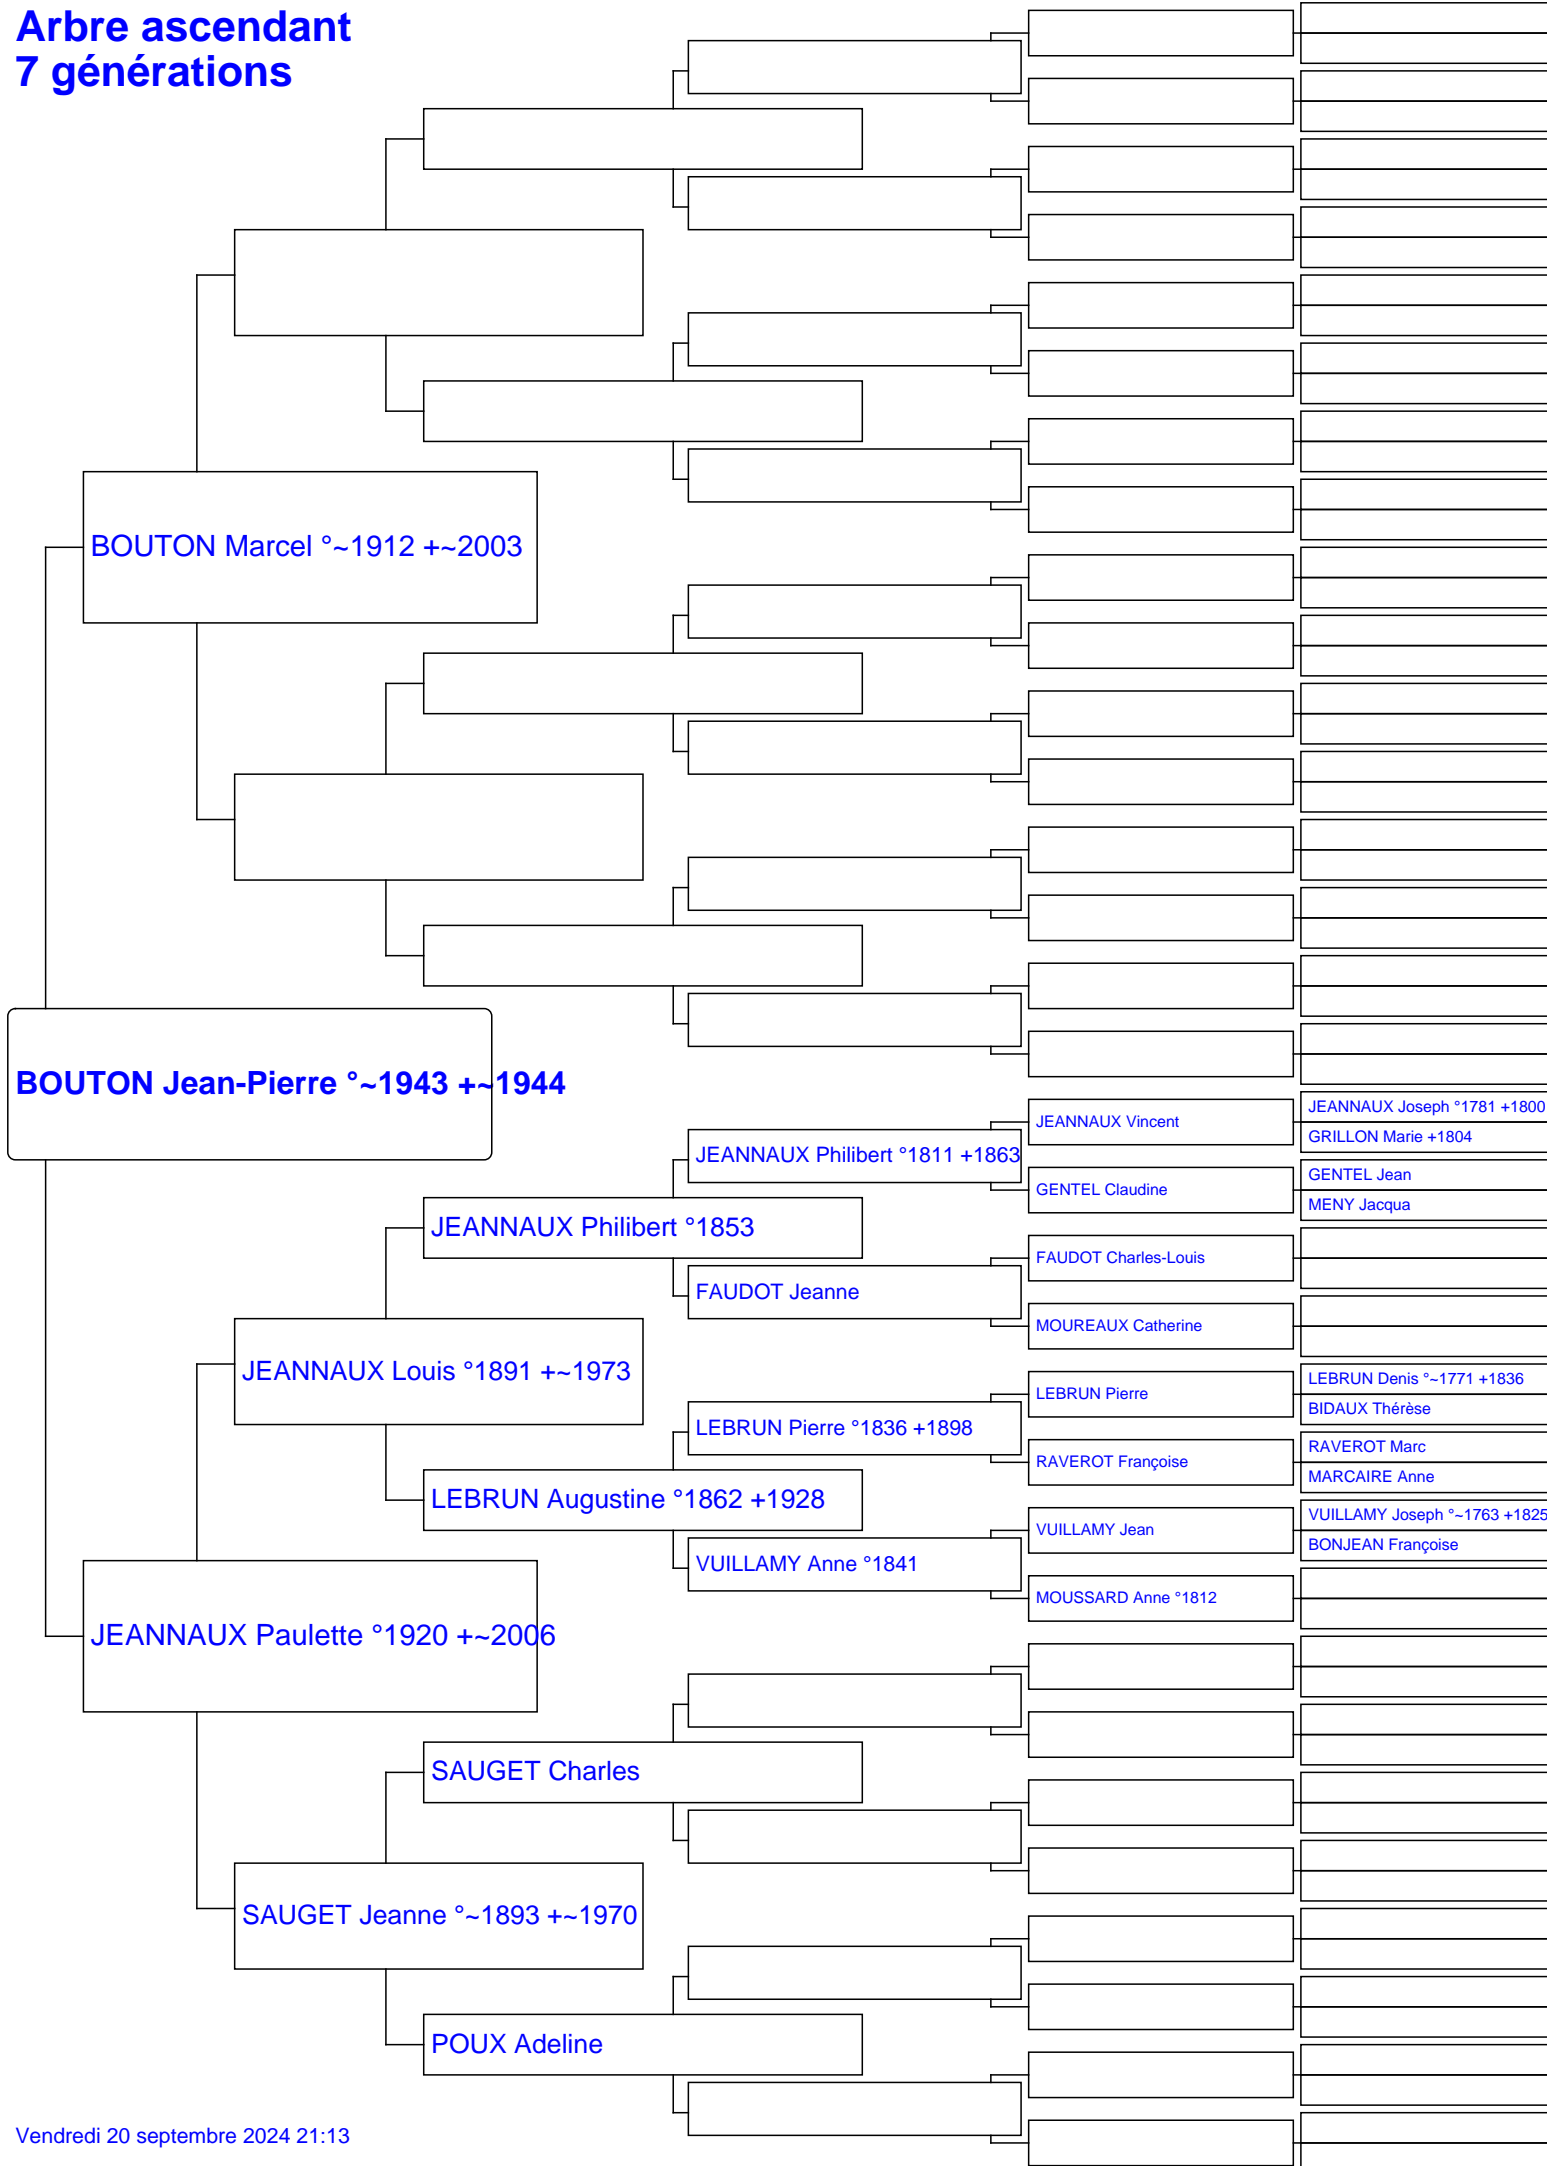 Arbre ascendant
7 générations
BOUTON Marcel °~1912 +~2003
BOUTON Jean-Pierre °~1943 +~1944
JEANNAUX Vincent
JEANNAUX Joseph °1781 +1800
GRILLON Marie +1804
JEANNAUX Philibert °1811 +1863
GENTEL Claudine
GENTEL Jean
MENY Jacqua
JEANNAUX Philibert °1853
FAUDOT Charles-Louis
FAUDOT Jeanne
MOUREAUX Catherine
JEANNAUX Louis °1891 +~1973
LEBRUN Pierre
LEBRUN Denis °~1771 +1836
BIDAUX Thérèse
LEBRUN Pierre °1836 +1898
RAVEROT Françoise
RAVEROT Marc
MARCAIRE Anne
LEBRUN Augustine °1862 +1928
VUILLAMY Jean
VUILLAMY Joseph °~1763 +1825
BONJEAN Françoise
VUILLAMY Anne °1841
MOUSSARD Anne °1812
JEANNAUX Paulette °1920 +~2006
SAUGET Charles
SAUGET Jeanne °~1893 +~1970
POUX Adeline
Vendredi 20 septembre 2024 21:13